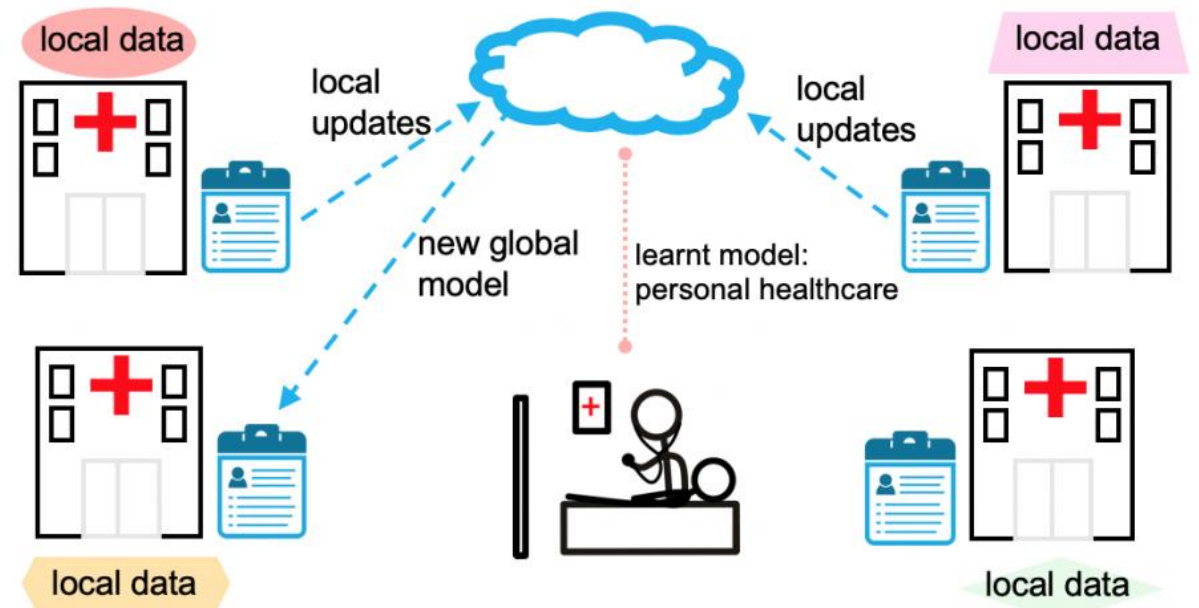 local data
local data
local
updates
local
updates
new global
model
learnt model:
personal healthcare
local data
local data